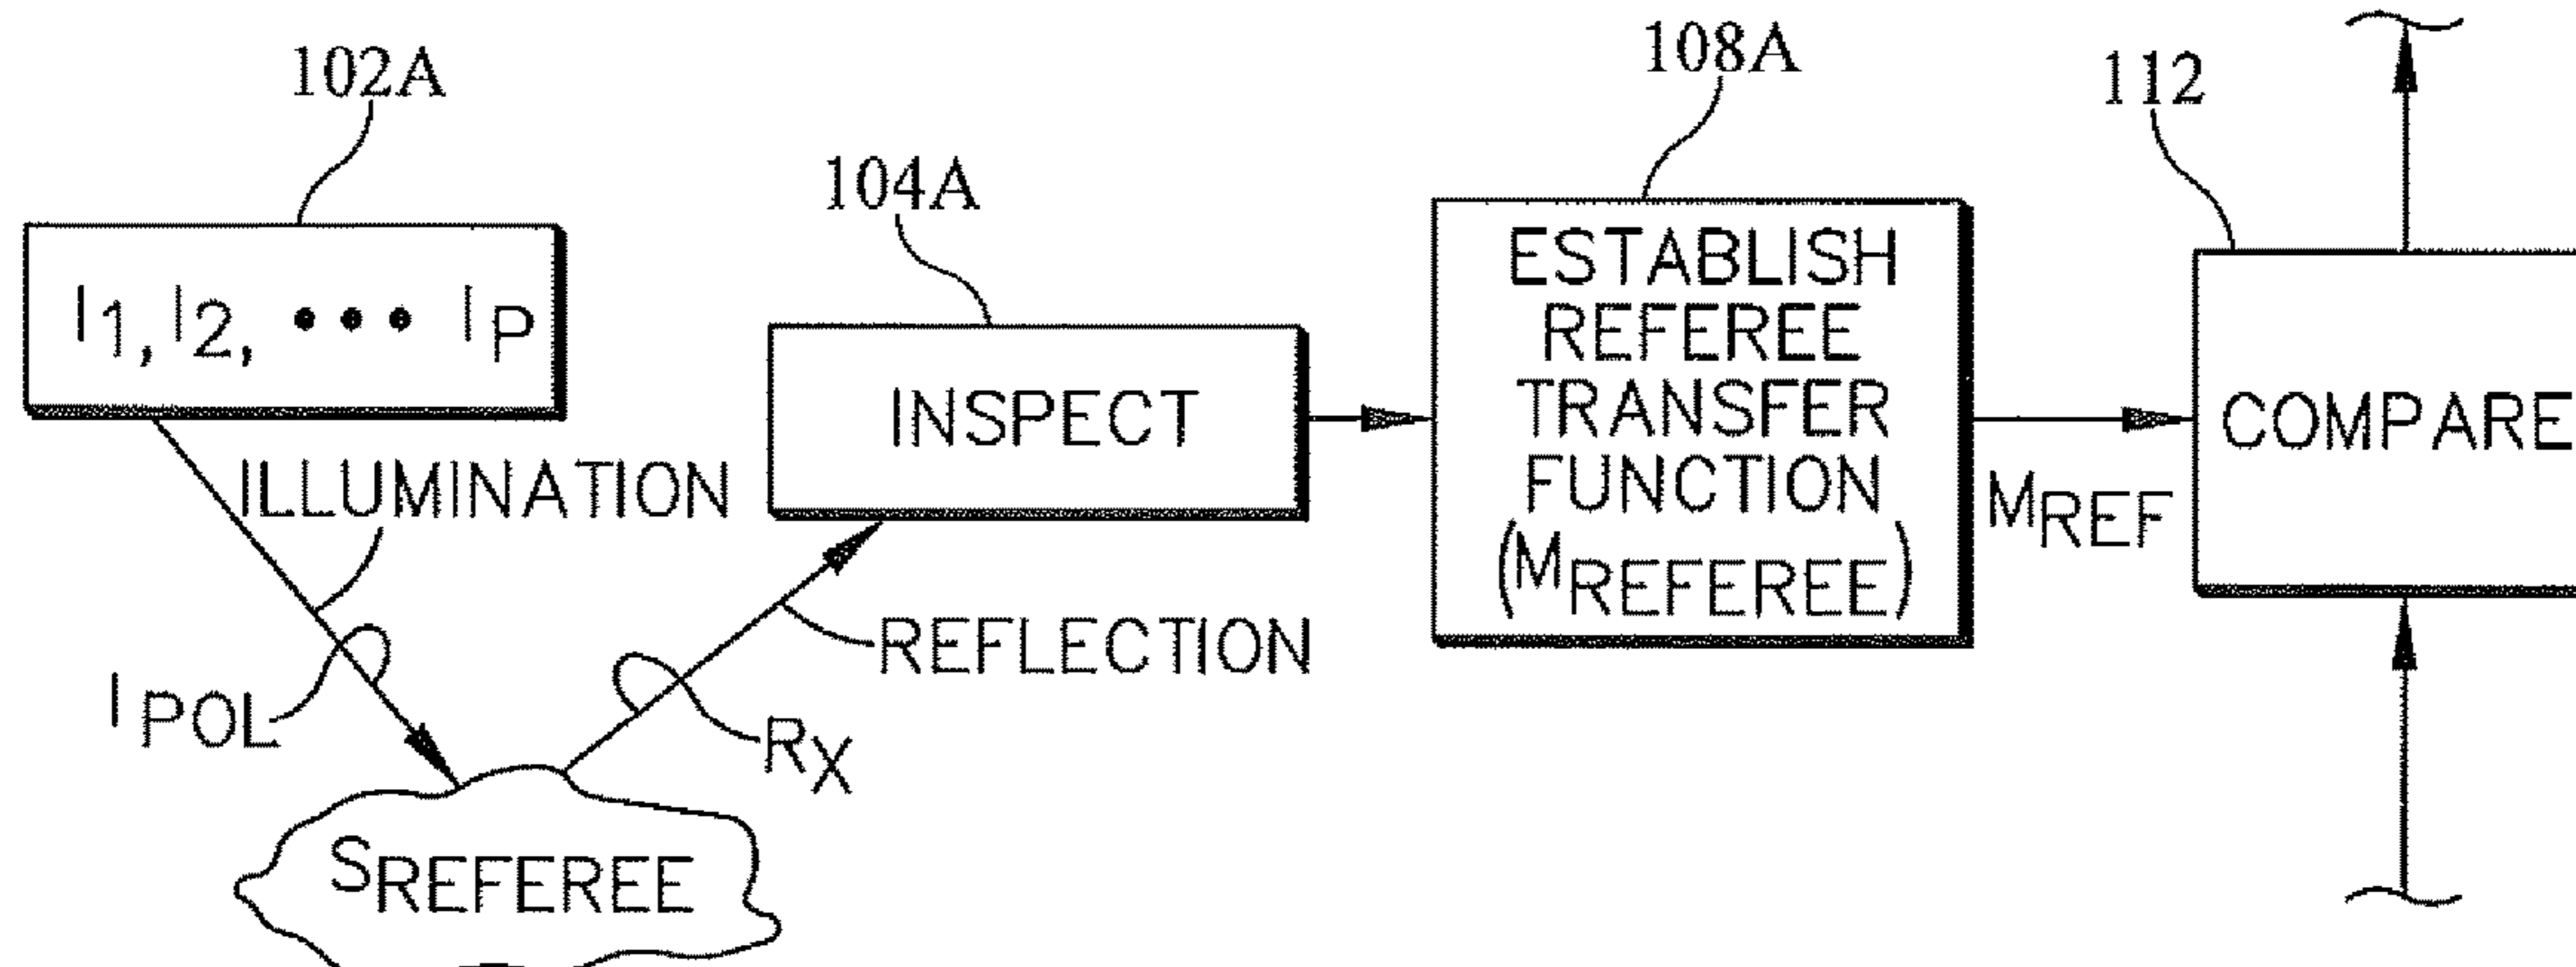 102A
108A
112
104A
I1, I2, ••• IP
INSPECT
ESTABLISH
REFEREE
TRANSFER
FUNCTION
(MREFEREE)
MREF
COMPARE
ILLUMINATION
REFLECTION
IPOL
RX
SREFEREE